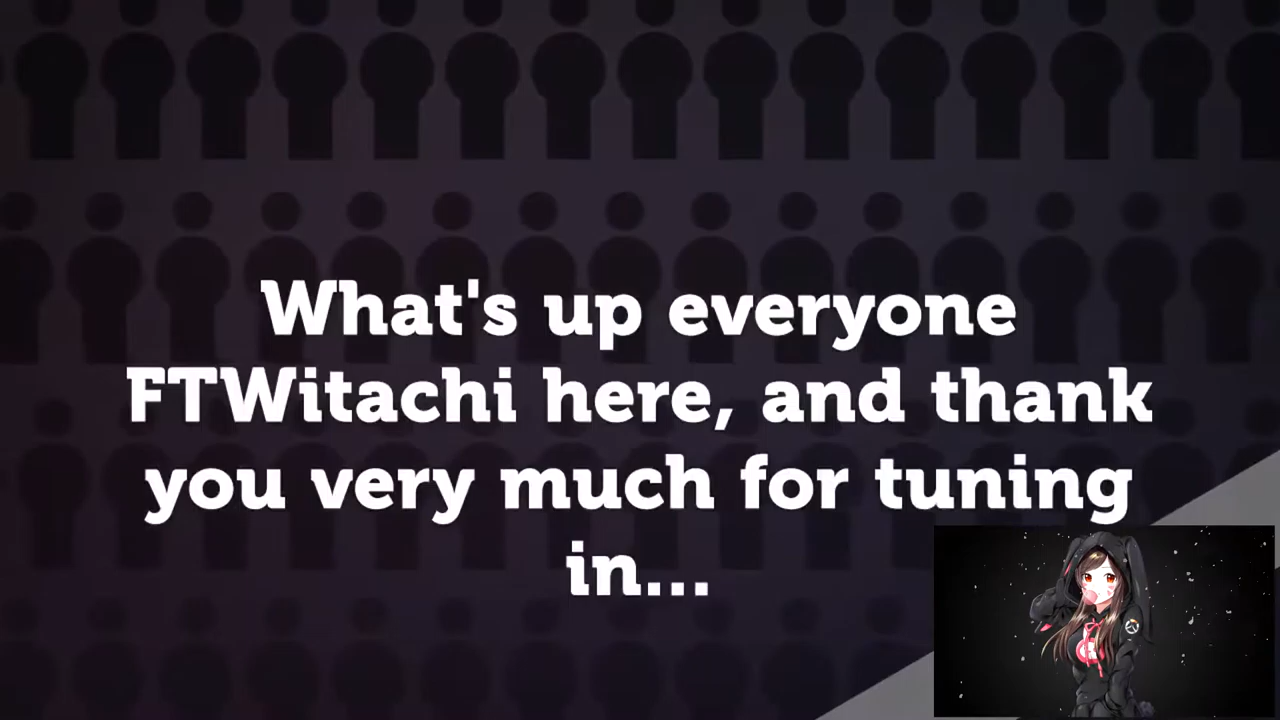 What's up everyone
FTWitachi here, and thank
you very much for tuning
in...